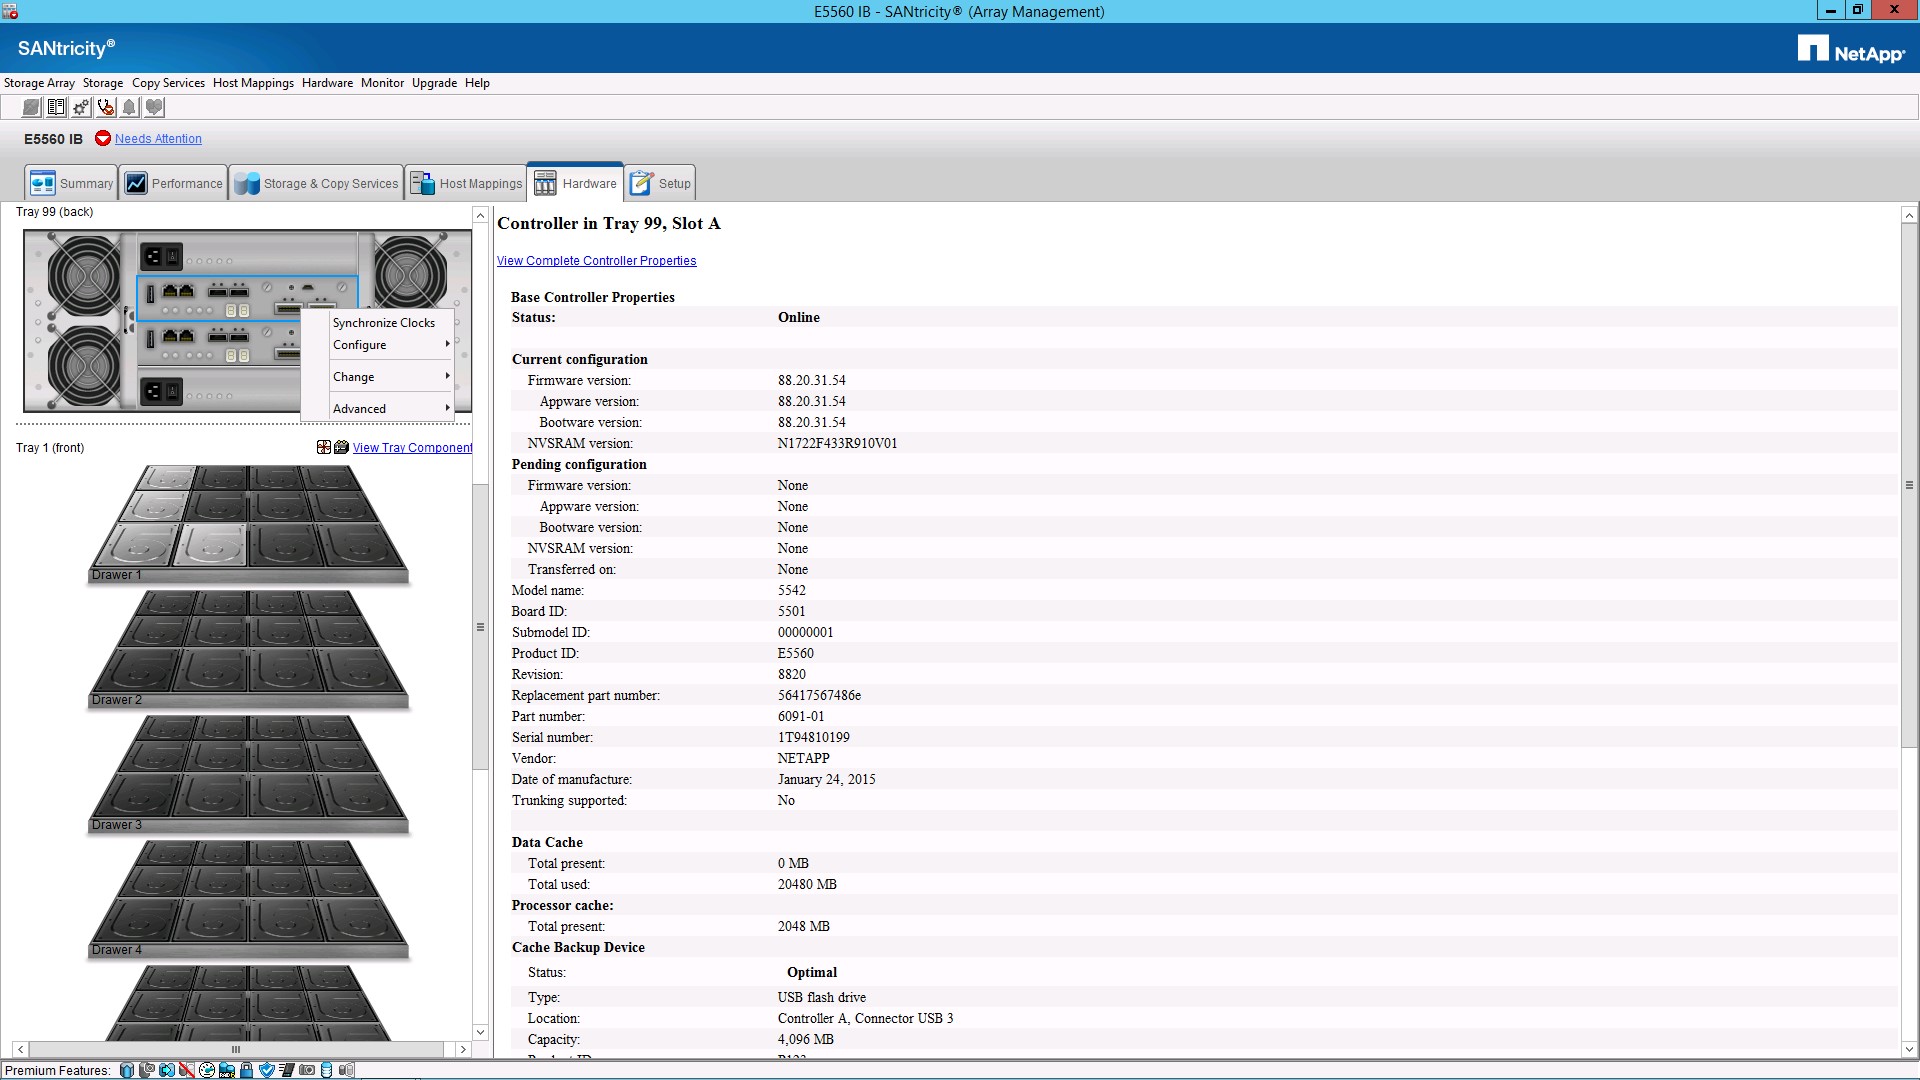 E5560 IB - SANtricity® (Array Management)
SANtricity®
NetApp®
Storage Array Storage Copy Services Host Mappings Hardware Monitor Upgrade Help
E5560 IB Needs Attention
Summary Performance Storage & Copy Services Host Mappings Hardware Setup
Tray 99 (back)
Synchronize Clocks
Configure
Change
Advanced
Tray 1 (front) View Tray Component
Drawer 1
Drawer 2
Drawer 3
Drawer 4
Controller in Tray 99, Slot A
View Complete Controller Properties
Base Controller Properties
Status: Online
Current configuration
Firmware version: 88.20.31.54
Appware version: 88.20.31.54
Bootware version: 88.20.31.54
NVSRAM version: N1722F433R910V01
Pending configuration
Firmware version: None
Appware version: None
Bootware version: None
NVSRAM version: None
Transferred on: None
Model name: 5542
Board ID: 5501
Submodel ID: 00000001
Product ID: E5560
Revision: 8820
Replacement part number: 56417567486e
Part number: 6091-01
Serial number: 1T94810199
Vendor: NETAPP
Date of manufacture: January 24, 2015
Trunking supported: No
Data Cache
Total present: 0 MB
Total used: 20480 MB
Processor cache:
Total present: 2048 MB
Cache Backup Device
Status: Optimal
Type: USB flash drive
Location: Controller A, Connector USB 3
Capacity: 4,096 MB
Premium Features: